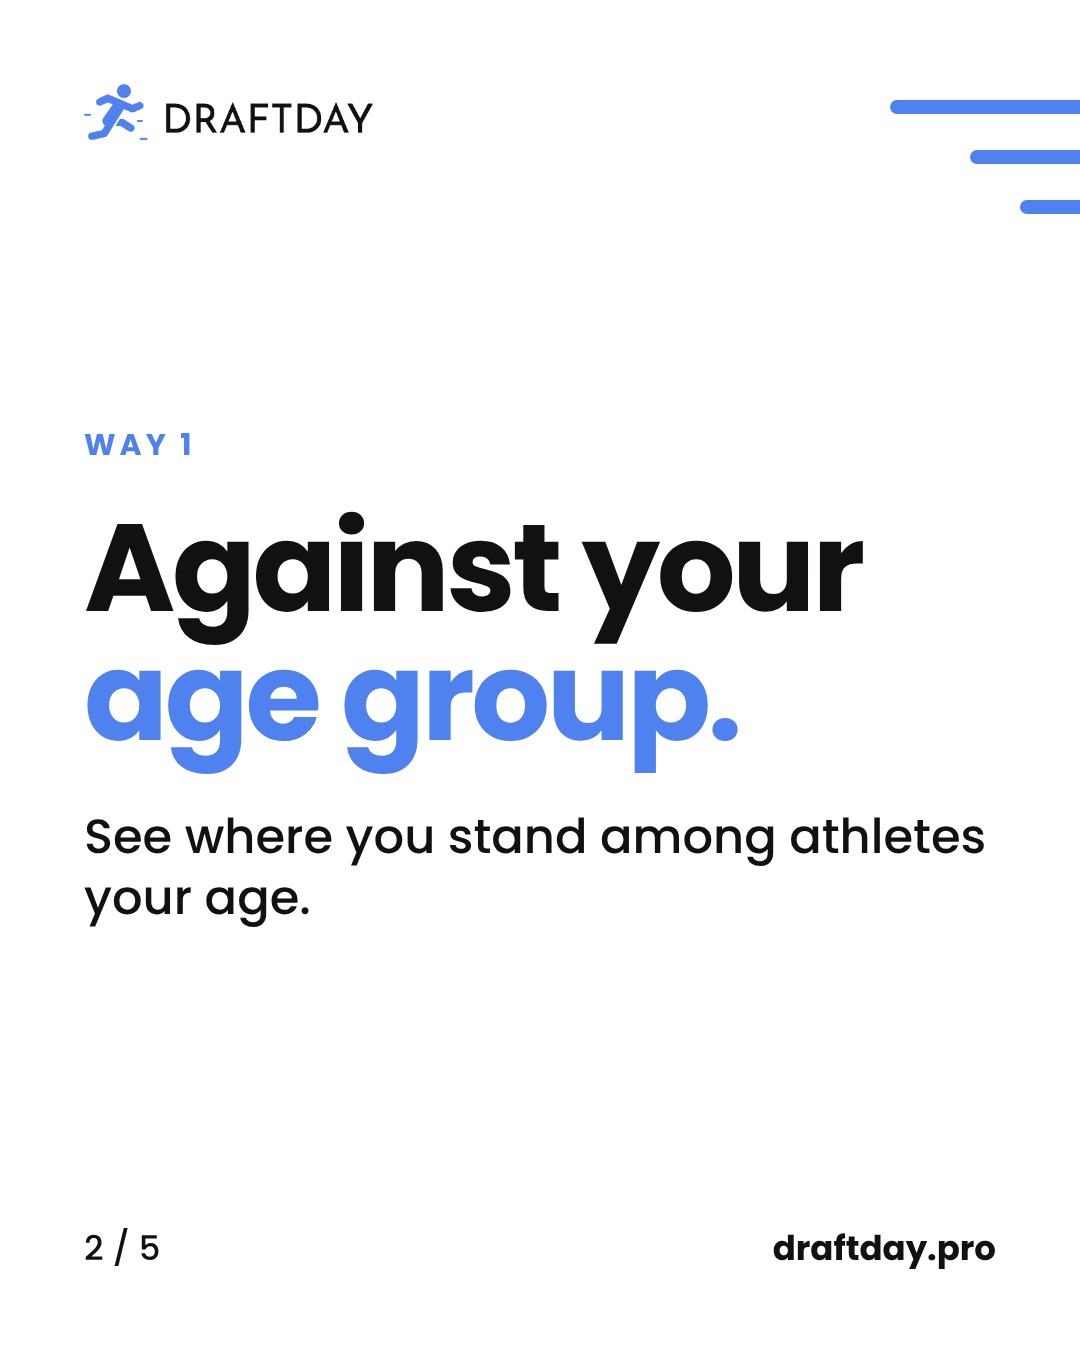 DRAFTDAY
WAY 1
Against your
age group.
See where you stand among athletes
your age.
2 / 5
draftday.pro